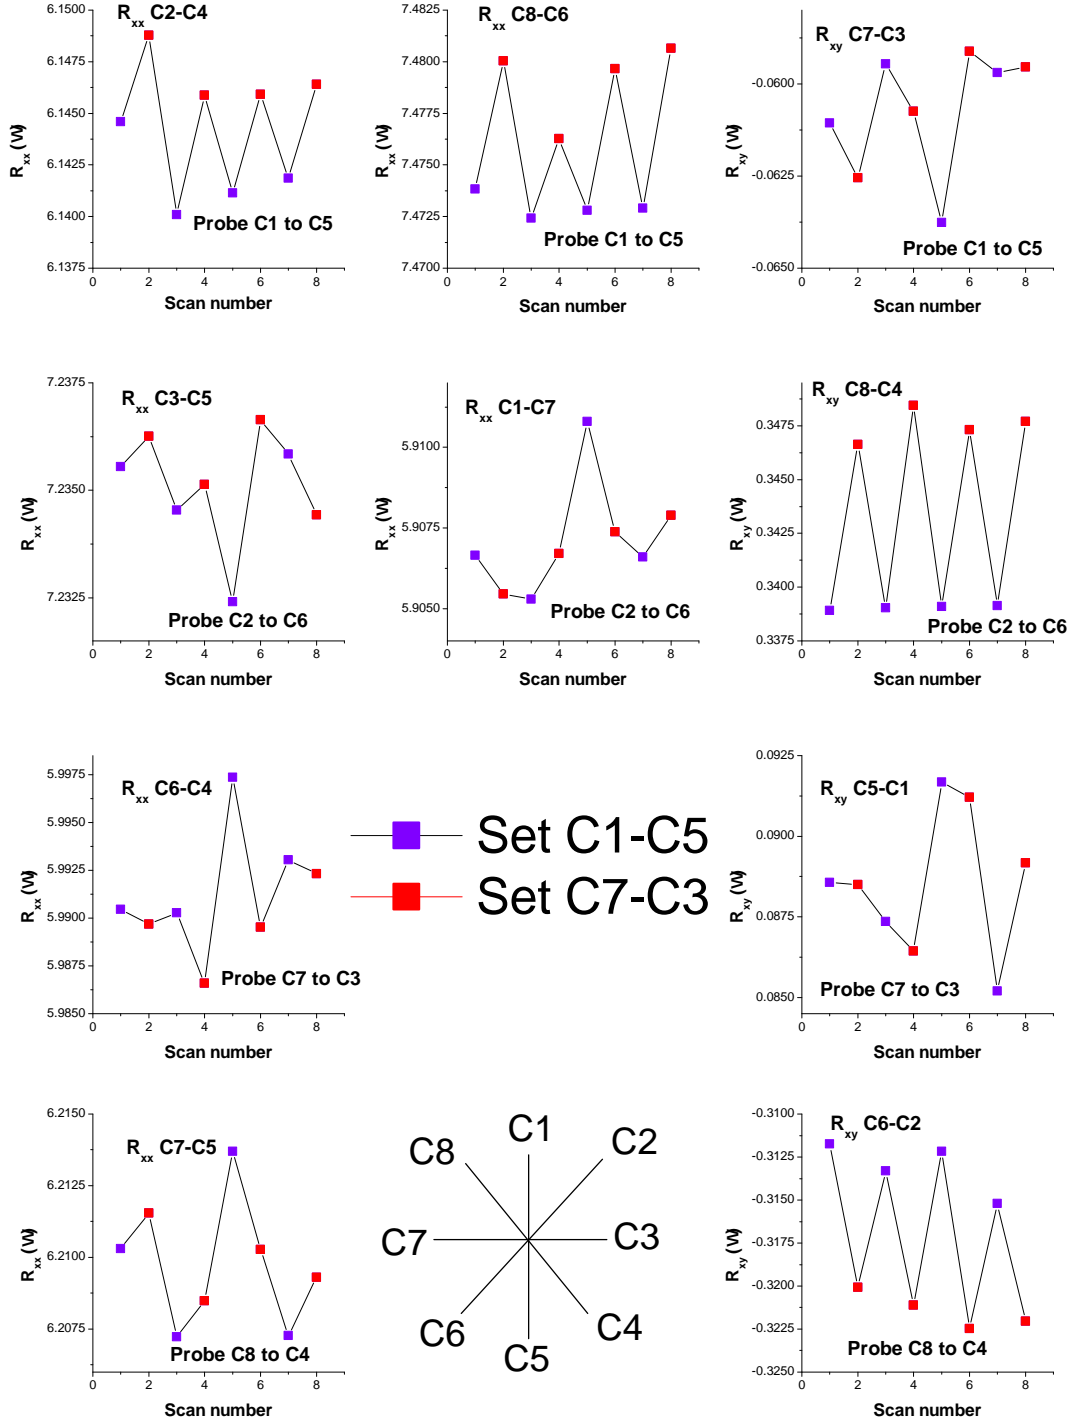 R_xx C2-C4
6.1500
6.1475
6.1450
6.1425
6.1400
6.1375
R_xx (W)
Probe C1 to C5
0 2 4 6 8
Scan number
R_xx C8-C6
7.4825
7.4800
7.4775
7.4750
7.4725
7.4700
R_xx (W)
Probe C1 to C5
0 2 4 6 8
Scan number
R_xy C7-C3
-0.0600
-0.0625
-0.0650
R_xy (W)
Probe C1 to C5
0 2 4 6 8
Scan number
R_xx C3-C5
7.2375
7.2350
7.2325
R_xx (W)
Probe C2 to C6
0 2 4 6 8
Scan number
R_xx C1-C7
5.9100
5.9075
5.9050
R_xx (W)
Probe C2 to C6
0 2 4 6 8
Scan number
R_xy C8-C4
0.3475
0.3450
0.3425
0.3400
0.3375
R_xy (W)
Probe C2 to C6
0 2 4 6 8
Scan number
R_xx C6-C4
5.9975
5.9950
5.9925
5.9900
5.9875
5.9850
R_xx (W)
Probe C7 to C3
0 2 4 6 8
Scan number
Set C1-C5
Set C7-C3
R_xy C5-C1
0.0925
0.0900
0.0875
0.0850
R_xy (W)
Probe C7 to C3
0 2 4 6 8
Scan number
R_xx C7-C5
6.2150
6.2125
6.2100
6.2075
R_xx (W)
Probe C8 to C4
0 2 4 6 8
Scan number
C1
C8 C2
C7 C3
C6 C4
C5
R_xy C6-C2
-0.3100
-0.3125
-0.3150
-0.3175
-0.3200
-0.3225
-0.3250
R_xy (W)
Probe C8 to C4
0 2 4 6 8
Scan number